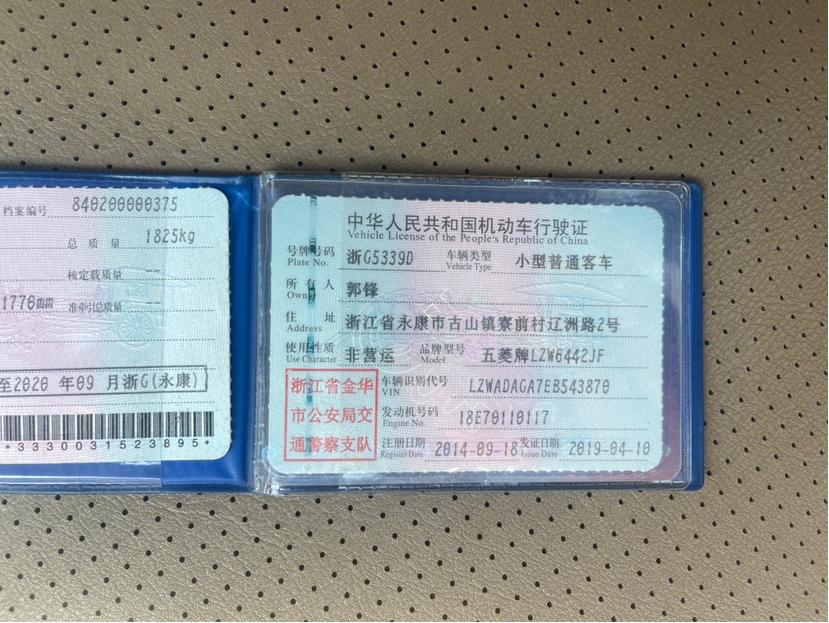 档案编号 840200000375
总质量 1825kg
核定载质量 --
1770mm 准牵引总质量 --
至2020 年09 月浙G(永康)
*3330031523895*
中华人民共和国机动车行驶证
Vehicle License of the People's Republic of China
号牌号码 浙G5339D 车辆类型 小型普通客车
Plate No. Vehicle Type
所有人 郭锋
Owner
住址 浙江省永康市古山镇寮前村辽洲路2号
Address
使用性质 非营运 品牌型号 五菱牌LZW6442JF
Use Character Model
浙江省金华
市公安局交
通警察支队
车辆识别代号 LZWADAGA7EB543870
VIN
发动机号码 18E70110117
Engine No.
注册日期 2014-09-18 发证日期 2019-04-10
Register Date Issue Date